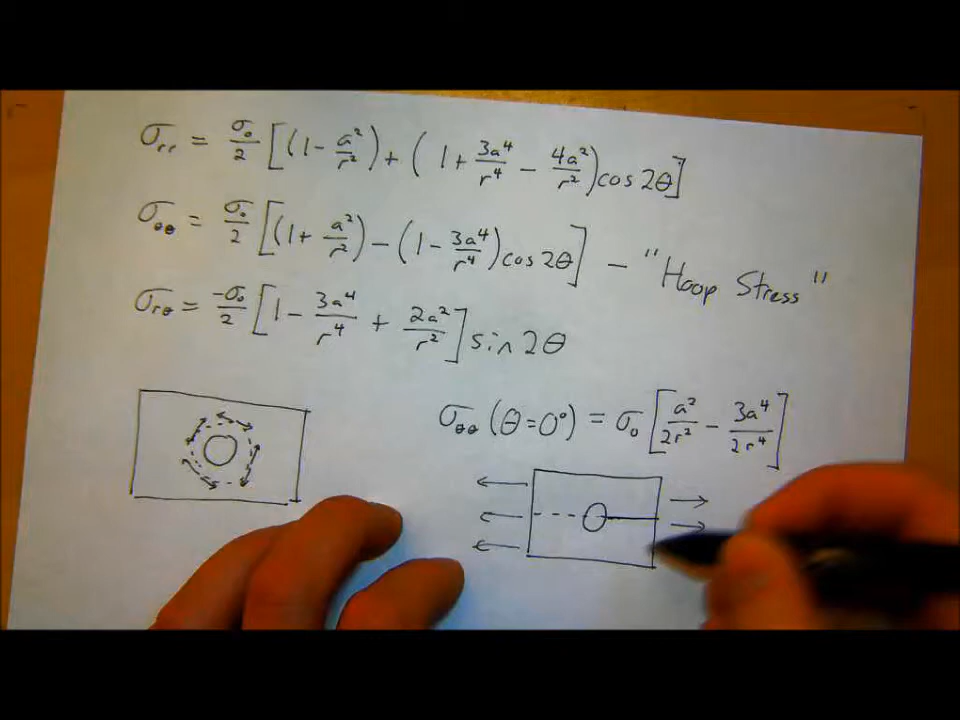 σrr = σ₀/2 [(1 - a²/r²) + (1 + 3a⁴/r⁴ - 4a²/r²) cos 2θ]
σθθ = σ₀/2 [(1 + a²/r²) - (1 - 3a⁴/r⁴) cos 2θ] - "Hoop Stress"
σrθ = -σ₀/2 [1 - 3a⁴/r⁴ + 2a²/r²] sin 2θ
σθθ (θ = 0°) = σ₀ [a²/2r² - 3a⁴/2r⁴]